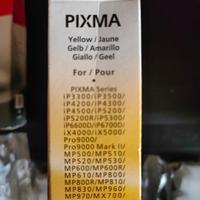 PIXMA
Yellow / Jaune
Gelb / Amarillo
Giallo / Geel
For / Pour
PIXMA Series
iP3300/iP3500/
iP4200/iP4300/
iP4500/iP5200/
iP5200R/iP5300/
iP6600D/iP6700D/
iX4000/iX5000/
Pro9000/
Pro9000 Mark II/
MP500/MP510/
MP520/MP530/
MP600/MP600R/
MP610/MP800/
MP800R/MP810/
MP830/MP960/
MP970/MX700/